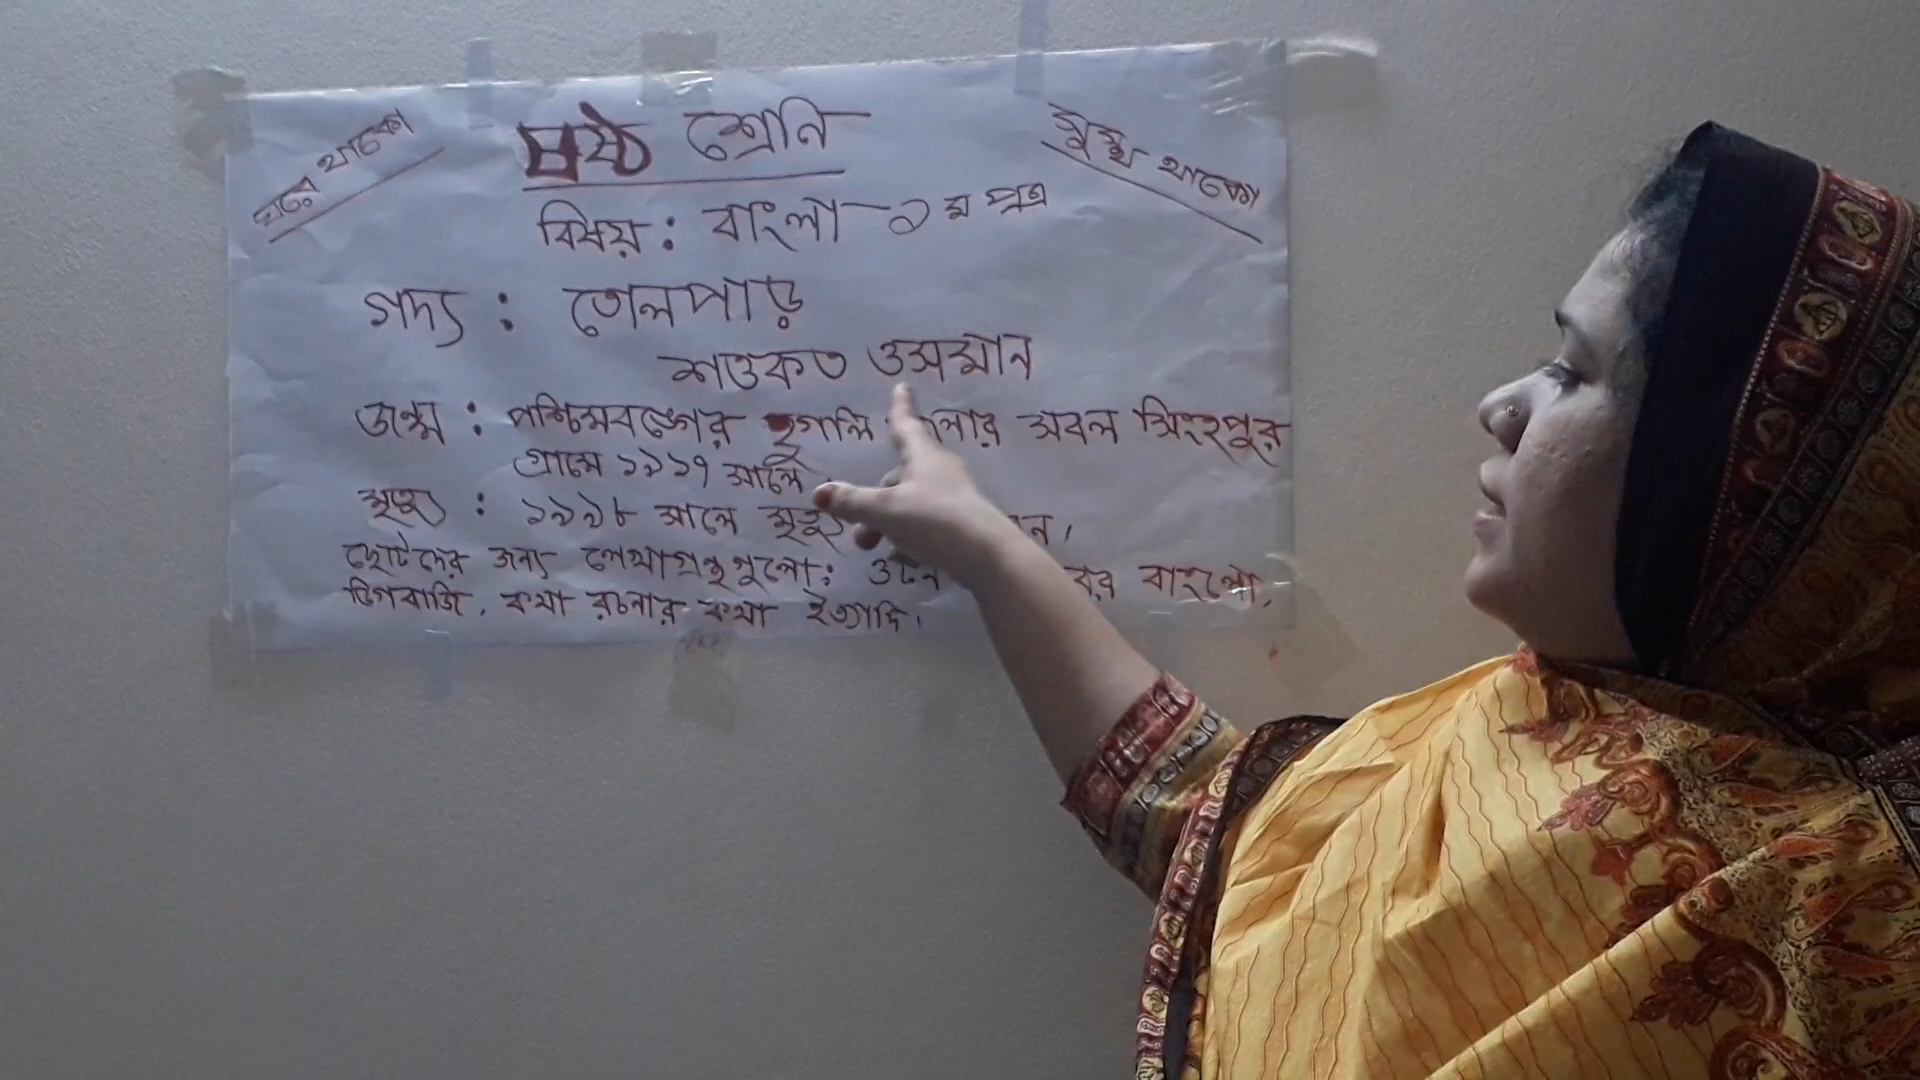 ঘরে থাকো
ষষ্ঠ শ্রেনি
সুস্থ থাকো
বিষয় : বাংলা - ১ম পত্র
গদ্য : তোলপাড়
শওকত ওসমান
জন্ম : পশ্চিমবঙ্গের হুগলি জেলার সবল সিংহপুর
গ্রামে ১৯১৭ সালে
মৃত্যু : ১৯৯৮ সালে মৃত্যু ন।
ছোটদের জন্য লেখাগ্রন্থগুলো: ওটেন বের বাংলো,
ডিগবাজি, কথা রচনার কথা ইত্যাদি।